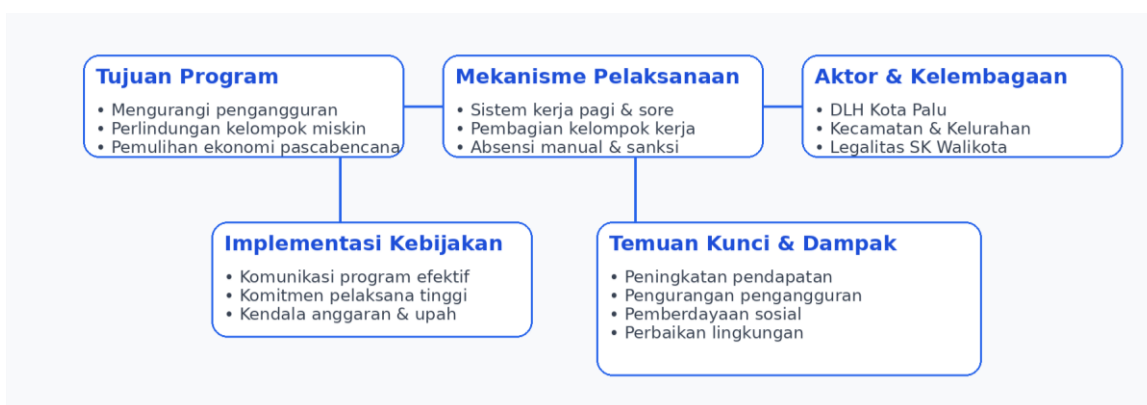 Tujuan Program
• Mengurangi pengangguran
• Perlindungan kelompok miskin
• Pemulihan ekonomi pascabencana
Mekanisme Pelaksanaan
• Sistem kerja pagi & sore
• Pembagian kelompok kerja
• Absensi manual & sanksi
Aktor & Kelembagaan
• DLH Kota Palu
• Kecamatan & Kelurahan
• Legalitas SK Walikota
Implementasi Kebijakan
• Komunikasi program efektif
• Komitmen pelaksana tinggi
• Kendala anggaran & upah
Temuan Kunci & Dampak
• Peningkatan pendapatan
• Pengurangan pengangguran
• Pemberdayaan sosial
• Perbaikan lingkungan